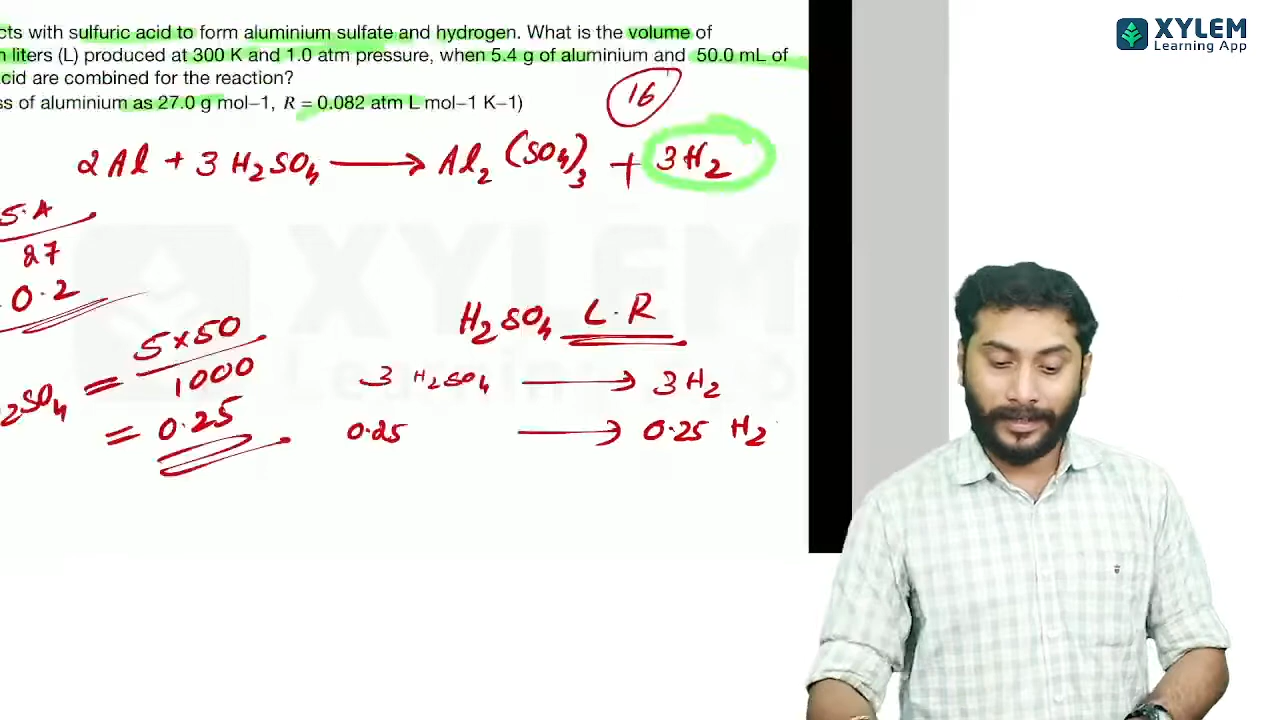 XYLEM
Learning App
cts with sulfuric acid to form aluminium sulfate and hydrogen. What is the volume of
n liters (L) produced at 300 K and 1.0 atm pressure, when 5.4 g of aluminium and 50.0 mL of
cid are combined for the reaction?
ss of aluminium as 27.0 g mol–1, R = 0.082 atm L mol–1 K–1)
16
2Al + 3 H2SO4 → Al2(SO4)3 + 3H2
5.4
27
0.2
H2SO4 L.R
2SO4 = 5×50
1000
= 0.25
3 H2SO4 → 3H2
0.25 → 0.25 H2
XYLEM
Learnin